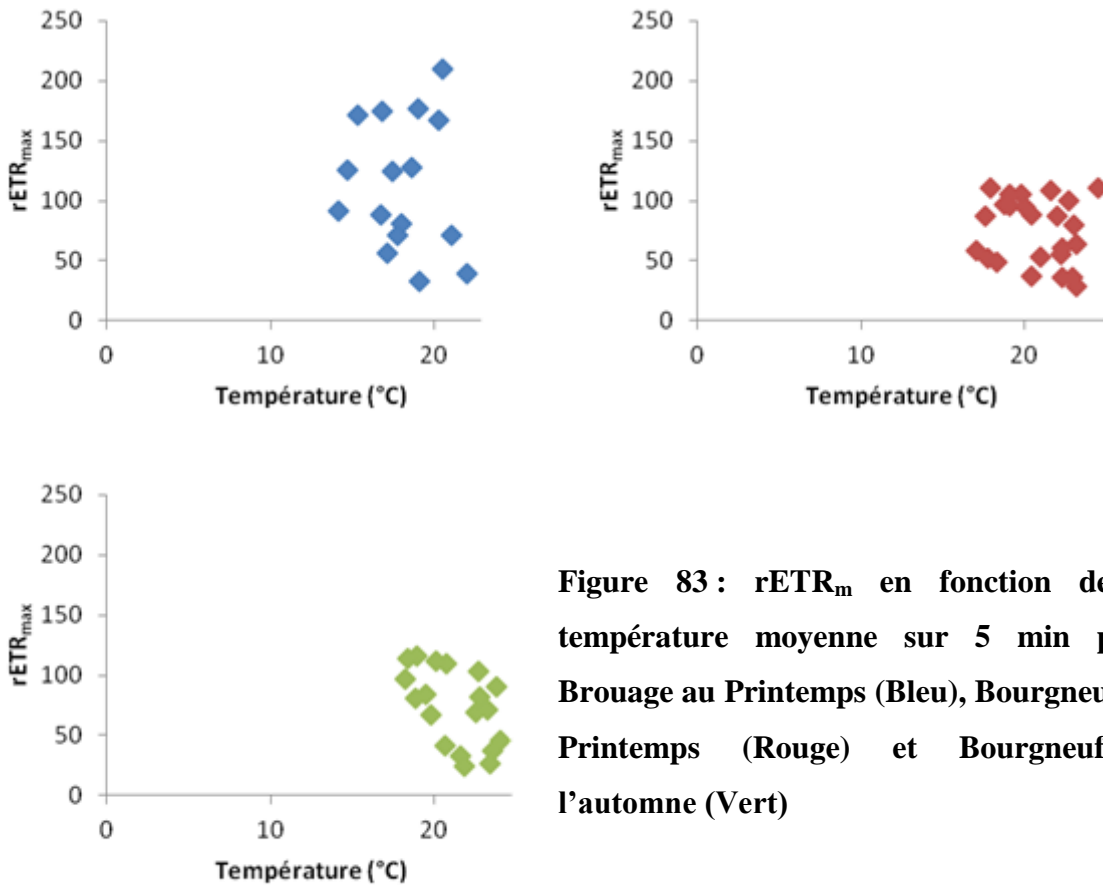 250
200
150
100
50
0
rETRmax
0 10 20
Température (°C)
250
200
150
100
50
0
rETRmax
0 10 20
Température (°C)
250
200
150
100
50
0
rETRmax
0 10 20
Température (°C)
Figure 83 : rETRm en fonction de
température moyenne sur 5 min
Brouage au Printemps (Bleu),
Printemps (Rouge) et Bourgneuf
l’automne (Vert)